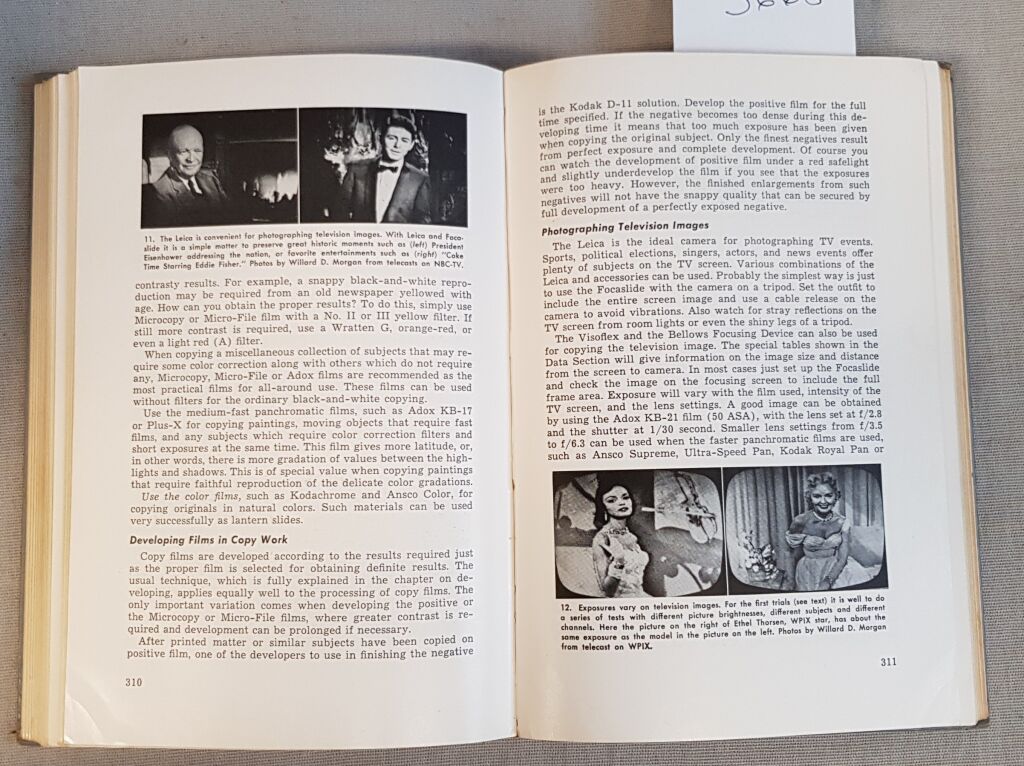 11. The Leica is convenient for photographing television images. With Leica and Foca-
slide it is a simple matter to preserve great historic moments such as (left) President
Eisenhower addressing the nation, or favorite entertainments such as (right) "Coke
Time Starring Eddie Fisher." Photos by Willard D. Morgan from telecasts on NBC-TV.
contrasty results. For example, a snappy black-and-white repro-
duction may be required from an old newspaper yellowed with
age. How can you obtain the proper results? To do this, simply use
Microcopy or Micro-File film with a No. II or III yellow filter. If
still more contrast is required, use a Wratten G, orange-red, or
even a light red (A) filter.
When copying a miscellaneous collection of subjects that may re-
quire some color correction along with others which do not require
any, Microcopy, Micro-File or Adox films are recommended as the
most practical films for all-around use. These films can be used
without filters for the ordinary black-and-white copying.
Use the medium-fast panchromatic films, such as Adox KB-17
or Plus-X for copying paintings, moving objects that require fast
films, and any subjects which require color correction filters and
short exposures at the same time. This film gives more latitude, or,
in other words, there is more gradation of values between the high-
lights and shadows. This is of special value when copying paintings
that require faithful reproduction of the delicate color gradations.
Use the color films, such as Kodachrome and Ansco Color, for
copying originals in natural colors. Such materials can be used
very successfully as lantern slides.
Developing Films in Copy Work
Copy films are developed according to the results required just
as the proper film is selected for obtaining definite results. The
usual technique, which is fully explained in the chapter on de-
veloping, applies equally well to the processing of copy films. The
only important variation comes when developing the positive or
the Microcopy or Micro-File films, where greater contrast is re-
quired and development can be prolonged if necessary.
After printed matter or similar subjects have been copied on
positive film, one of the developers to use in finishing the negative
310
is the Kodak D-11 solution. Develop the positive film for the full
time specified. If the negative becomes too dense during this de-
veloping time it means that too much exposure has been given
when copying the original subject. Only the finest negatives result
from perfect exposure and complete development. Of course you
can watch the development of positive film under a red safelight
and slightly underdevelop the film if you see that the exposures
were too heavy. However, the finished enlargements from such
negatives will not have the snappy quality that can be secured by
full development of a perfectly exposed negative.
Photographing Television Images
The Leica is the ideal camera for photographing TV events.
Sports, political elections, singers, actors, and news events offer
plenty of subjects on the TV screen. Various combinations of the
Leica and accessories can be used. Probably the simplest way is just
to use the Focaslide with the camera on a tripod. Set the outfit to
include the entire screen image and use a cable release on the
camera to avoid vibrations. Also watch for stray reflections on the
TV screen from room lights or even the shiny legs of a tripod.
The Visoflex and the Bellows Focusing Device can also be used
for copying the television image. The special tables shown in the
Data Section will give information on the image size and distance
from the screen to camera. In most cases just set up the Focaslide
and check the image on the focusing screen to include the full
frame area. Exposure will vary with the film used, intensity of the
TV screen, and the lens settings. A good image can be obtained
by using the Adox KB-21 film (50 ASA), with the lens set at f/2.8
and the shutter at 1/30 second. Smaller lens settings from f/3.5
to f/6.3 can be used when the faster panchromatic films are used,
such as Ansco Supreme, Ultra-Speed Pan, Kodak Royal Pan or
12. Exposures vary on television images. For the first trials (see text) it is well to do
a series of tests with different picture brightnesses, different subjects and different
channels. Here the picture on the right of Ethel Thorsen, WPIX star, has about the
same exposure as the model in the picture on the left. Photos by Willard D. Morgan
from telecast on WPIX.
311